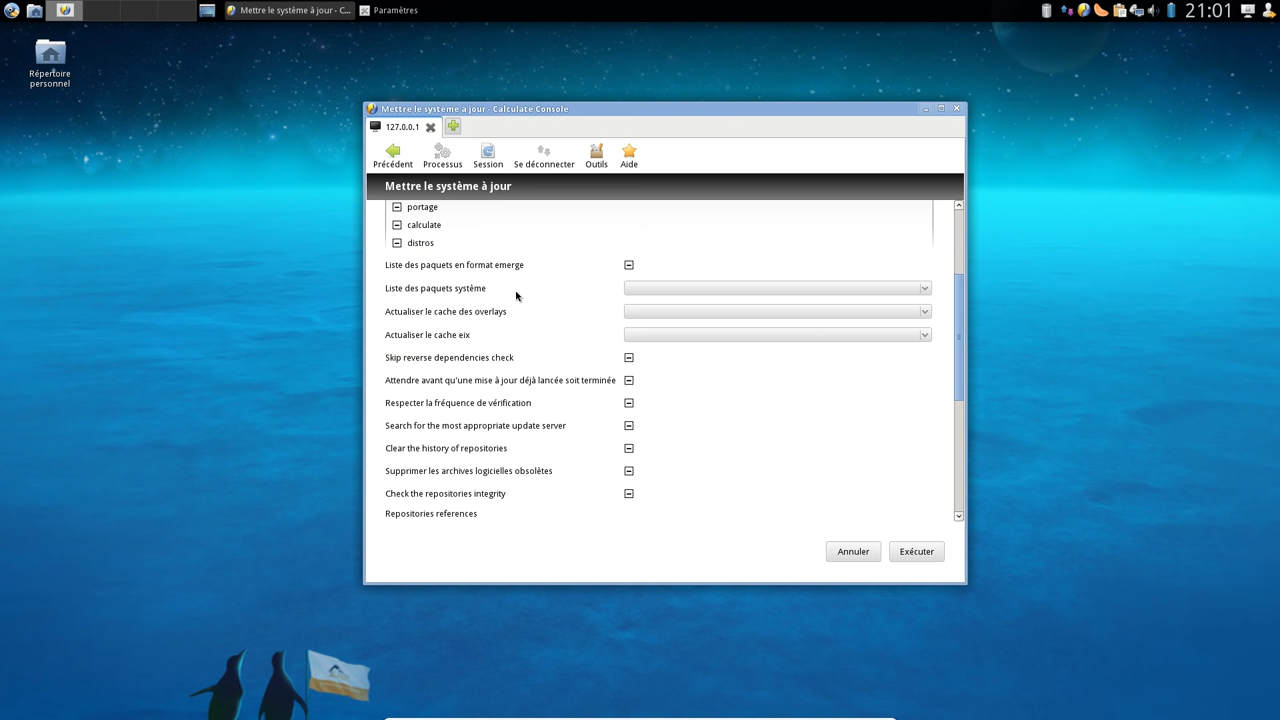 Mettre le système à jour - C...
Paramètres
21:01
Répertoire
personnel
Mettre le système à jour - Calculate Console
127.0.0.1
Précédent
Processus
Session
Se déconnecter
Outils
Aide
Mettre le système à jour
portage
calculate
distros
Liste des paquets en format emerge
Liste des paquets système
Actualiser le cache des overlays
Actualiser le cache eix
Skip reverse dependencies check
Attendre avant qu'une mise à jour déjà lancée soit terminée
Respecter la fréquence de vérification
Search for the most appropriate update server
Clear the history of repositories
Supprimer les archives logicielles obsolètes
Check the repositories integrity
Repositories references
Annuler
Exécuter